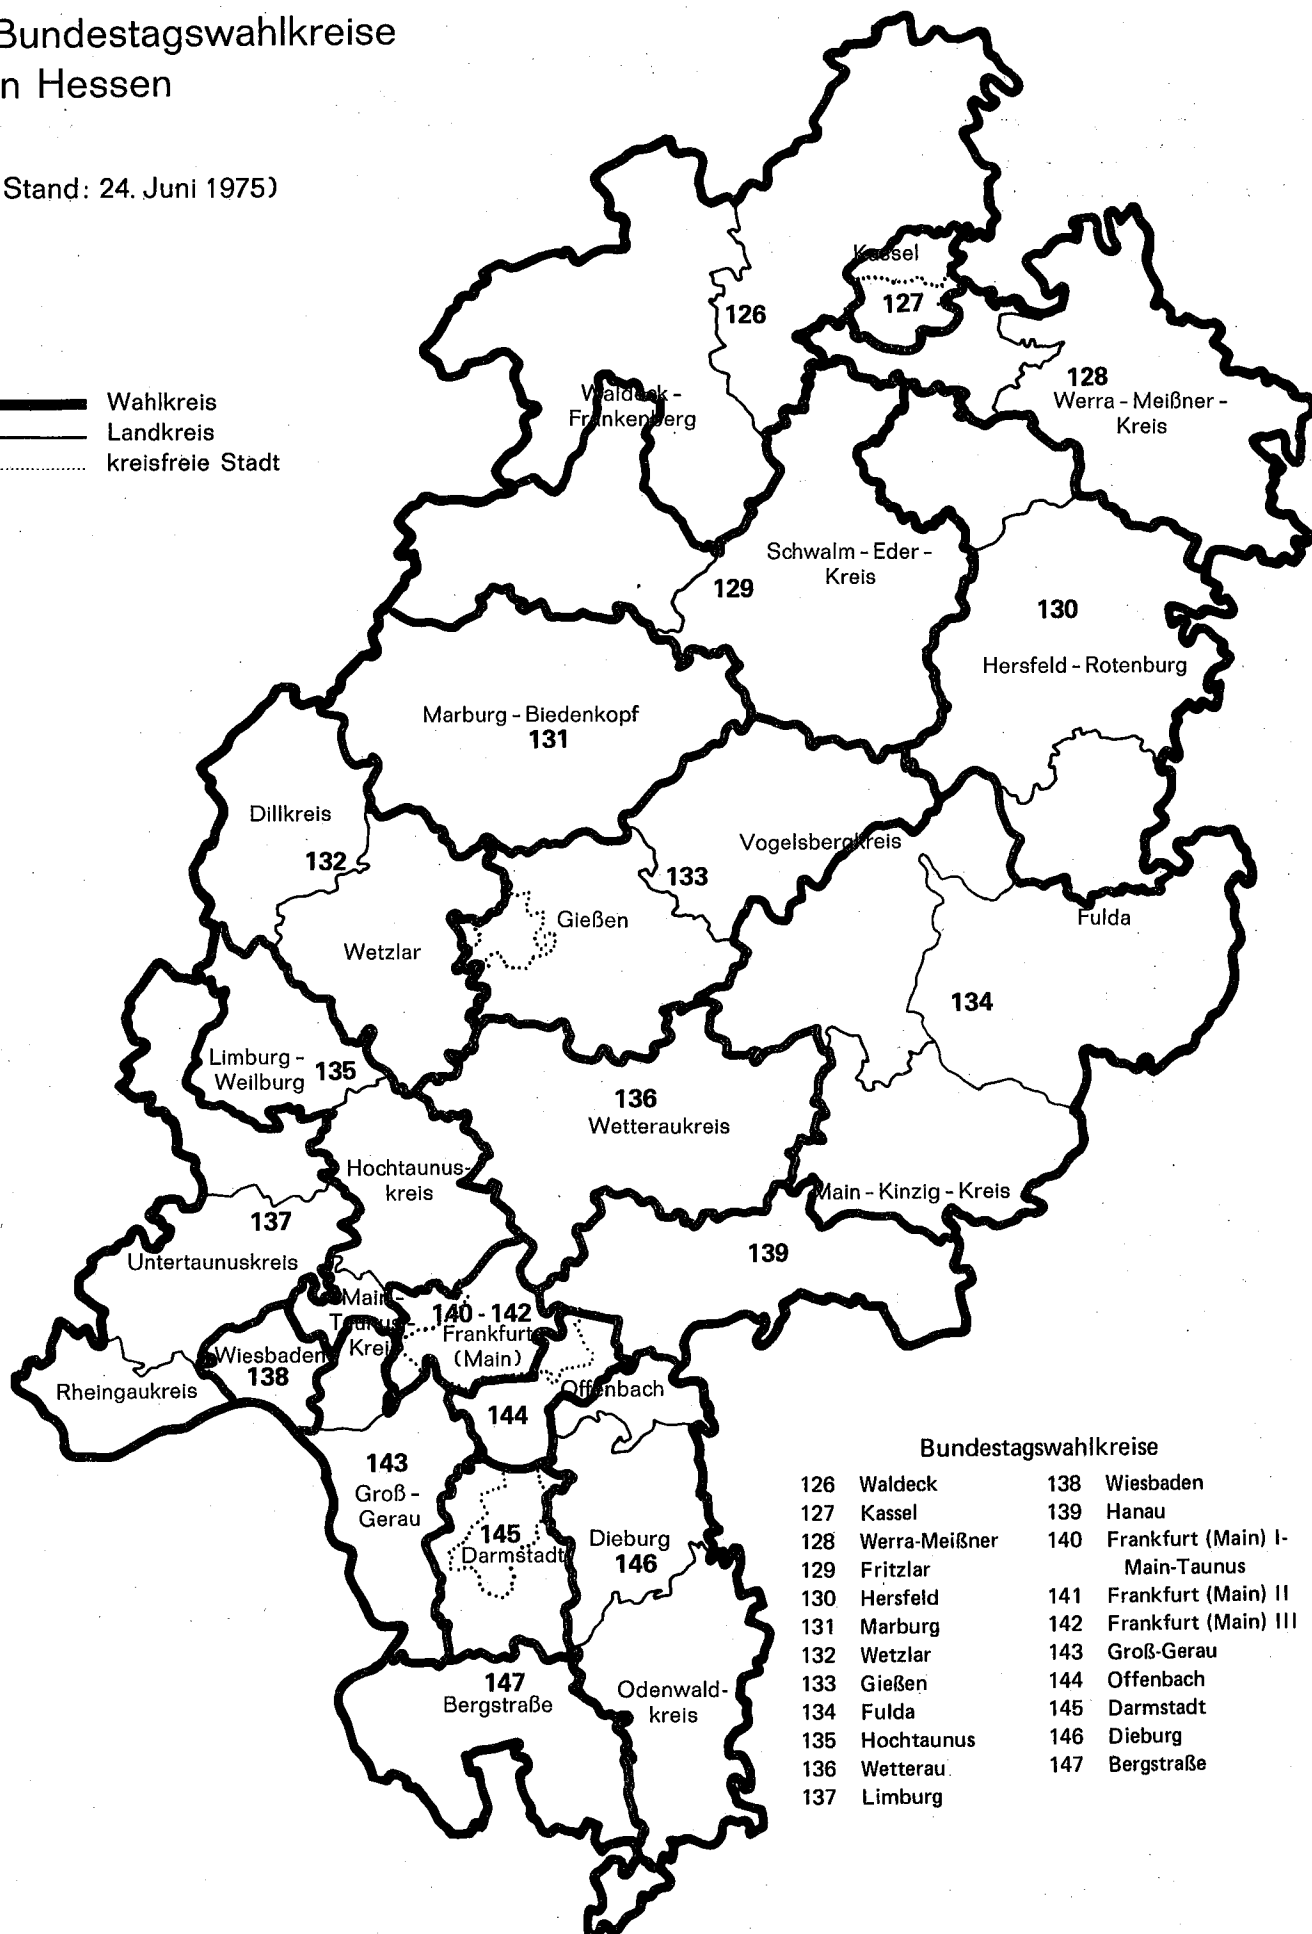 Bundestagswahlkreise
n Hessen
Stand: 24. Juni 1975)
Wahlkreis
Landkreis
kreisfreie Stadt
Kassel
127
126
128
Werra - Meißner -
Kreis
Waldeck -
Frankenberg
Schwalm - Eder -
Kreis
129
130
Hersfeld - Rotenburg
Marburg - Biedenkopf
131
Dillkreis
132
Vogelsbergkreis
133
Gießen
Fulda
Wetzlar
134
Limburg -
Weilburg
135
136
Wetteraukreis
Hochtaunus-
kreis
Main - Kinzig - Kreis
137
Untertaunuskreis
139
Main -
Taunus -
Kreis
140 - 142
Frankfurt
(Main)
Wiesbaden
138
Rheingaukreis
Offenbach
144
143
Groß -
Gerau
145
Darmstadt
Dieburg
146
147
Bergstraße
Odenwald-
kreis
Bundestagswahlkreise
126 Waldeck
127 Kassel
128 Werra-Meißner
129 Fritzlar
130 Hersfeld
131 Marburg
132 Wetzlar
133 Gießen
134 Fulda
135 Hochtaunus
136 Wetterau
137 Limburg
138 Wiesbaden
139 Hanau
140 Frankfurt (Main) I-
Main-Taunus
141 Frankfurt (Main) II
142 Frankfurt (Main) III
143 Groß-Gerau
144 Offenbach
145 Darmstadt
146 Dieburg
147 Bergstraße